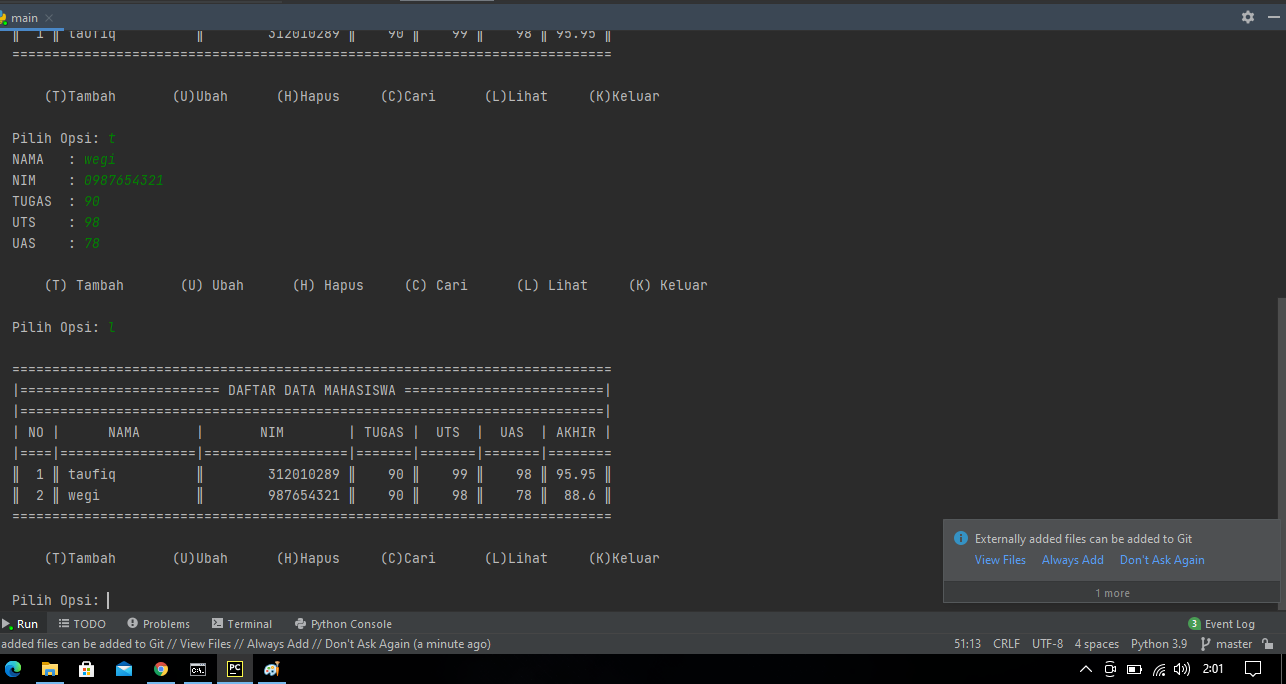 main
║ 1 ║ taufiq ║ 312010289 ║ 90 ║ 99 ║ 98 ║ 95.95 ║
===========================================================================
(T)Tambah (U)Ubah (H)Hapus (C)Cari (L)Lihat (K)Keluar
Pilih Opsi: t
NAMA : wegi
NIM : 0987654321
TUGAS : 90
UTS : 98
UAS : 78
(T) Tambah (U) Ubah (H) Hapus (C) Cari (L) Lihat (K) Keluar
Pilih Opsi: l
===========================================================================
|========================= DAFTAR DATA MAHASISWA =========================|
|=========================================================================|
| NO | NAMA | NIM | TUGAS | UTS | UAS | AKHIR |
|====|=================|==================|=======|=======|=======|========
║ 1 ║ taufiq ║ 312010289 ║ 90 ║ 99 ║ 98 ║ 95.95 ║
║ 2 ║ wegi ║ 987654321 ║ 90 ║ 98 ║ 78 ║ 88.6 ║
===========================================================================
(T)Tambah (U)Ubah (H)Hapus (C)Cari (L)Lihat (K)Keluar
Pilih Opsi:
Externally added files can be added to Git
View Files Always Add Don't Ask Again
1 more
Run TODO Problems Terminal Python Console 3 Event Log
added files can be added to Git // View Files // Always Add // Don't Ask Again (a minute ago) 51:13 CRLF UTF-8 4 spaces Python 3.9 master
PC 2:01